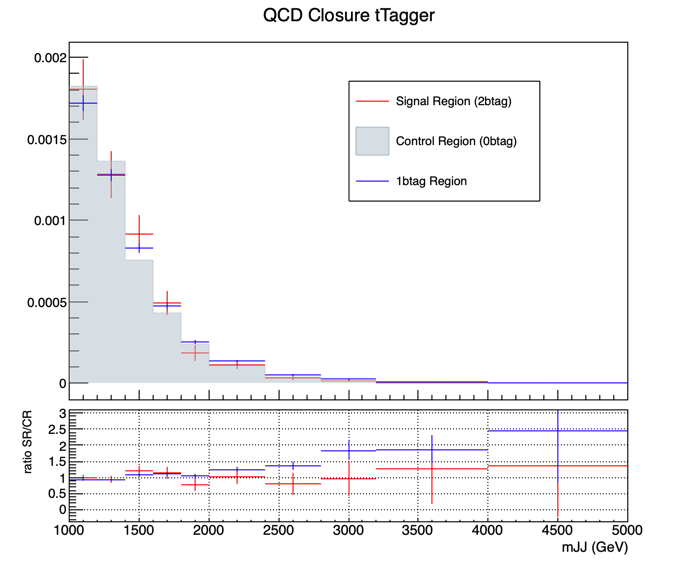 QCD Closure tTagger
0.002
0.0015
0.001
0.0005
0
Signal Region (2btag)
Control Region (0btag)
1btag Region
ratio SR/CR
3
2.5
2
1.5
1
0.5
0
1000 1500 2000 2500 3000 3500 4000 4500 5000
mJJ (GeV)